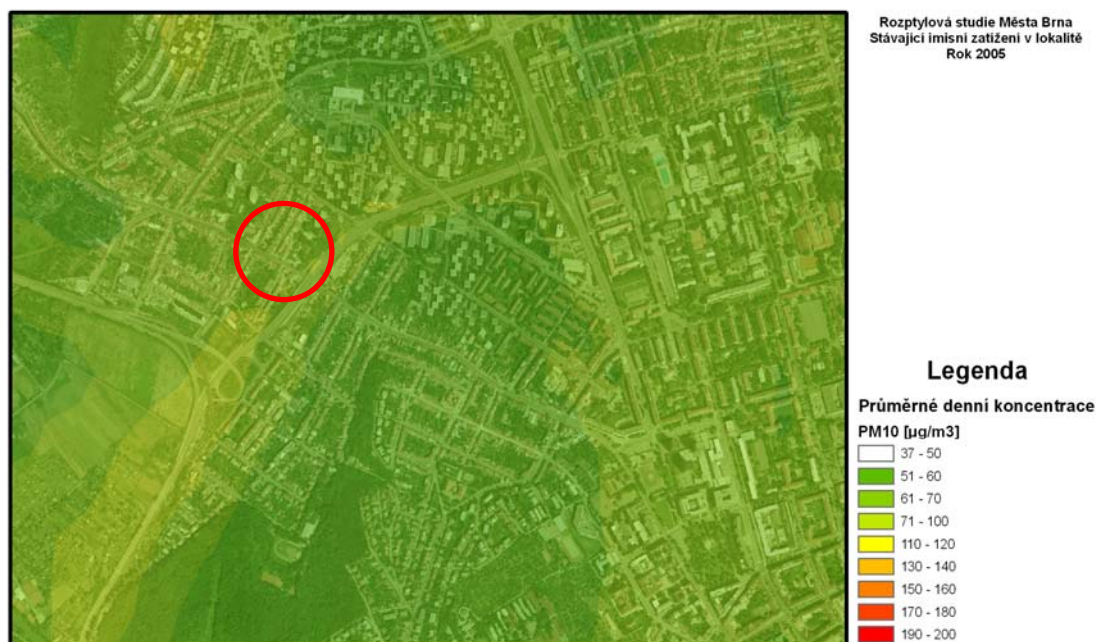 Rozptylová studie Města Brna
Stávající imisní zatížení v lokalitě
Rok 2005
Legenda
Průměrné denní koncentrace
PM10 [µg/m3]
37 - 50
51 - 60
61 - 70
71 - 100
110 - 120
130 - 140
150 - 160
170 - 180
190 - 200